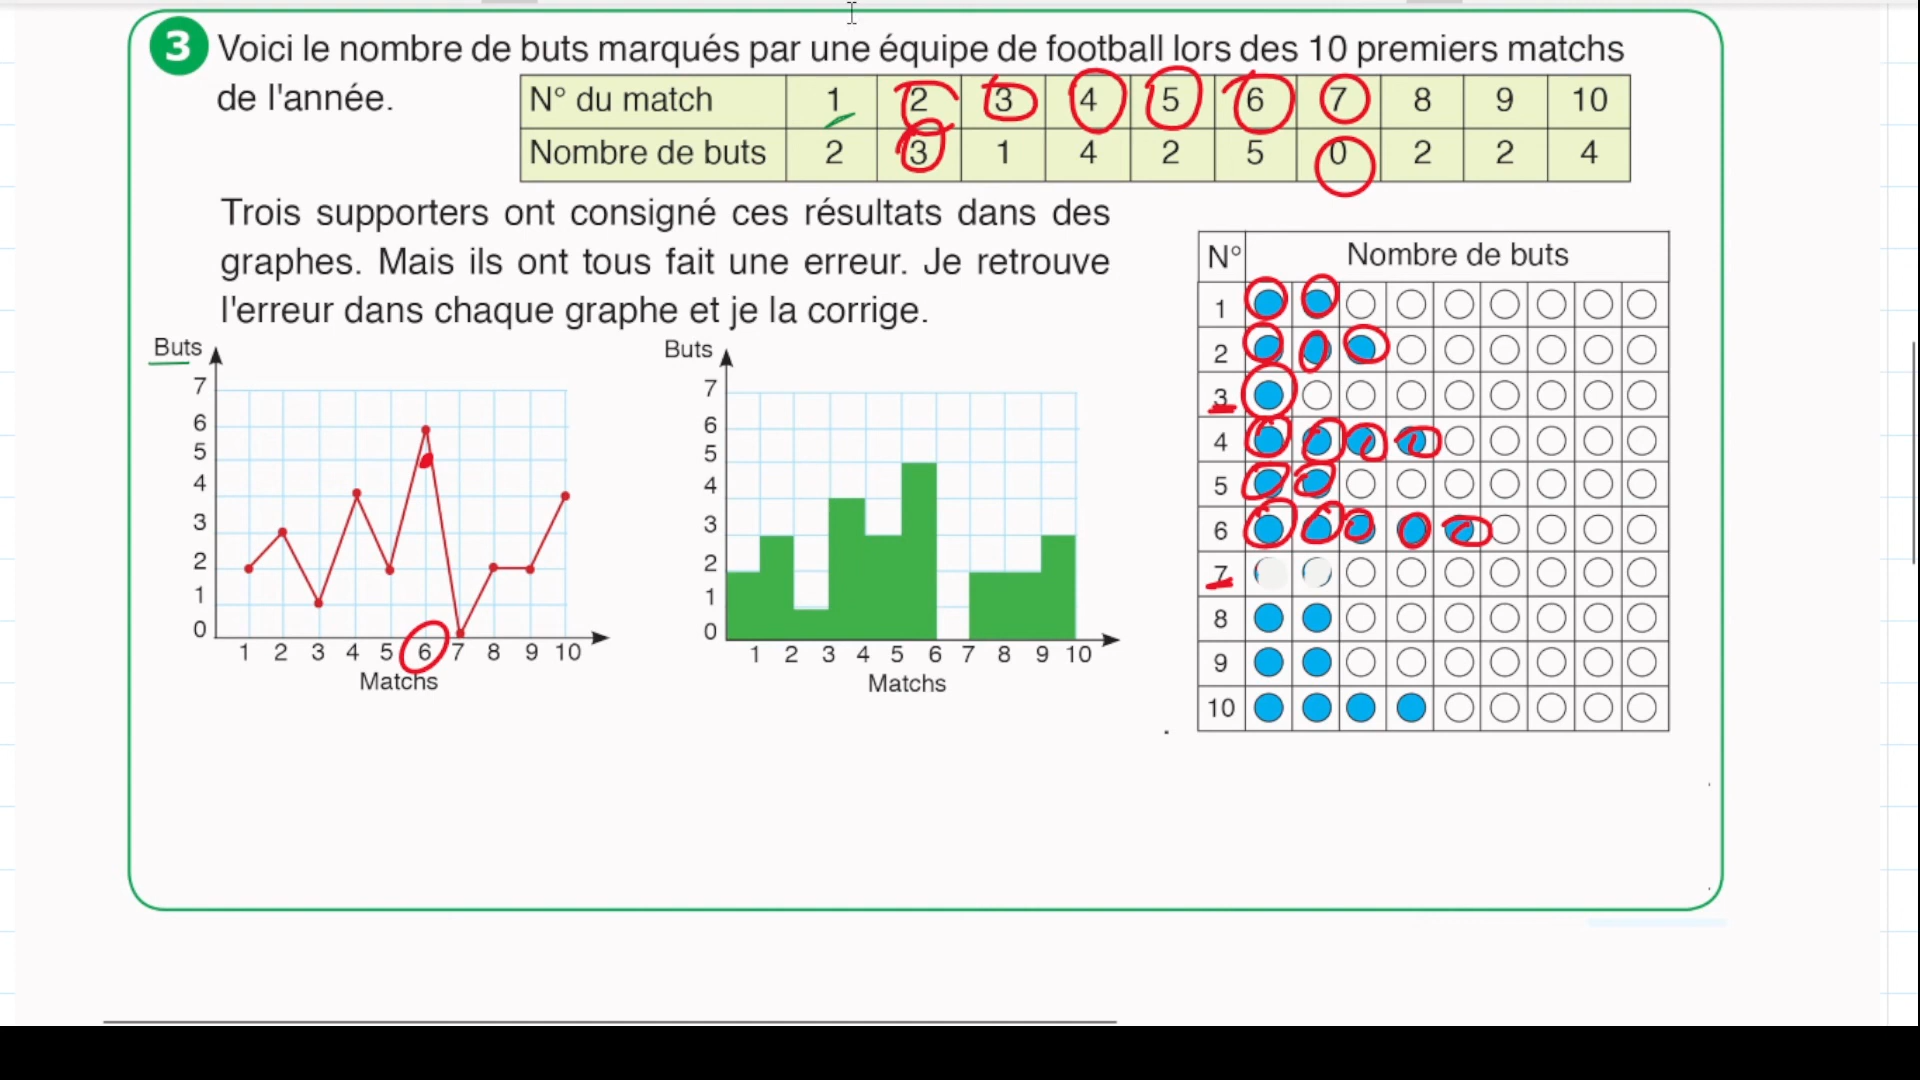 3 Voici le nombre de buts marqués par une équipe de football lors des 10 premiers matchs
de l'année.
N° du match 1 2 3 4 5 6 7 8 9 10
Nombre de buts 2 3 1 4 2 5 0 2 2 4
Trois supporters ont consigné ces résultats dans des
graphes. Mais ils ont tous fait une erreur. Je retrouve
l'erreur dans chaque graphe et je la corrige.
Buts
7
6
5
4
3
2
1
0
1 2 3 4 5 6 7 8 9 10
Matchs
Buts
7
6
5
4
3
2
1
0
1 2 3 4 5 6 7 8 9 10
Matchs
N° Nombre de buts
1
2
3
4
5
6
7
8
9
10